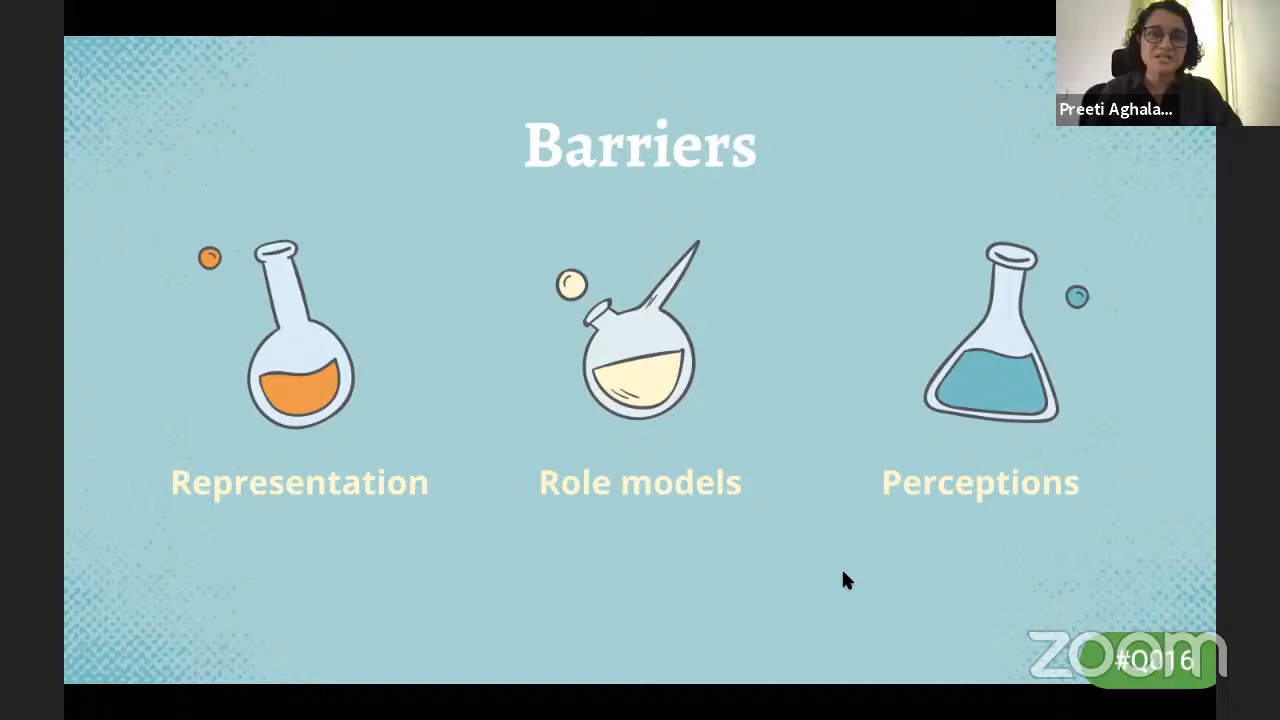 Preeti Aghala...
Barriers
Representation
Role models
Perceptions
zoom
#Q016